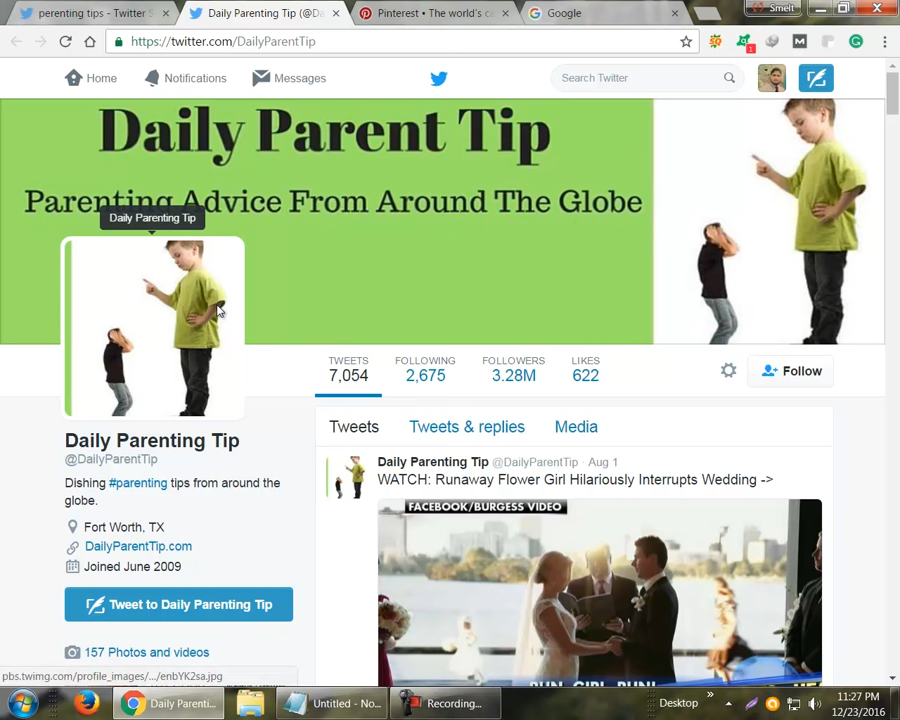 perenting tips - Twitter S
Daily Parenting Tip (@Da
Pinterest • The world's ca
Google
Smelt
https://twitter.com/DailyParentTip
1
M
Home
Notifications
Messages
Search Twitter
Daily Parent Tip
Parenting Advice From Around The Globe
Daily Parenting Tip
TWEETS
7,054
FOLLOWING
2,675
FOLLOWERS
3.28M
LIKES
622
Follow
Daily Parenting Tip
@DailyParentTip
Dishing #parenting tips from around the
globe.
Fort Worth, TX
DailyParentTip.com
Joined June 2009
Tweet to Daily Parenting Tip
157 Photos and videos
Tweets
Tweets & replies
Media
Daily Parenting Tip @DailyParentTip · Aug 1
WATCH: Runaway Flower Girl Hilariously Interrupts Wedding ->
FACEBOOK/BURGESS VIDEO
RUN, GIRL, RUN!
pbs.twimg.com/profile_images/.../enbYK2sa.jpg
Daily Parenti...
Untitled - No...
Recording...
Desktop
11:27 PM
12/23/2016